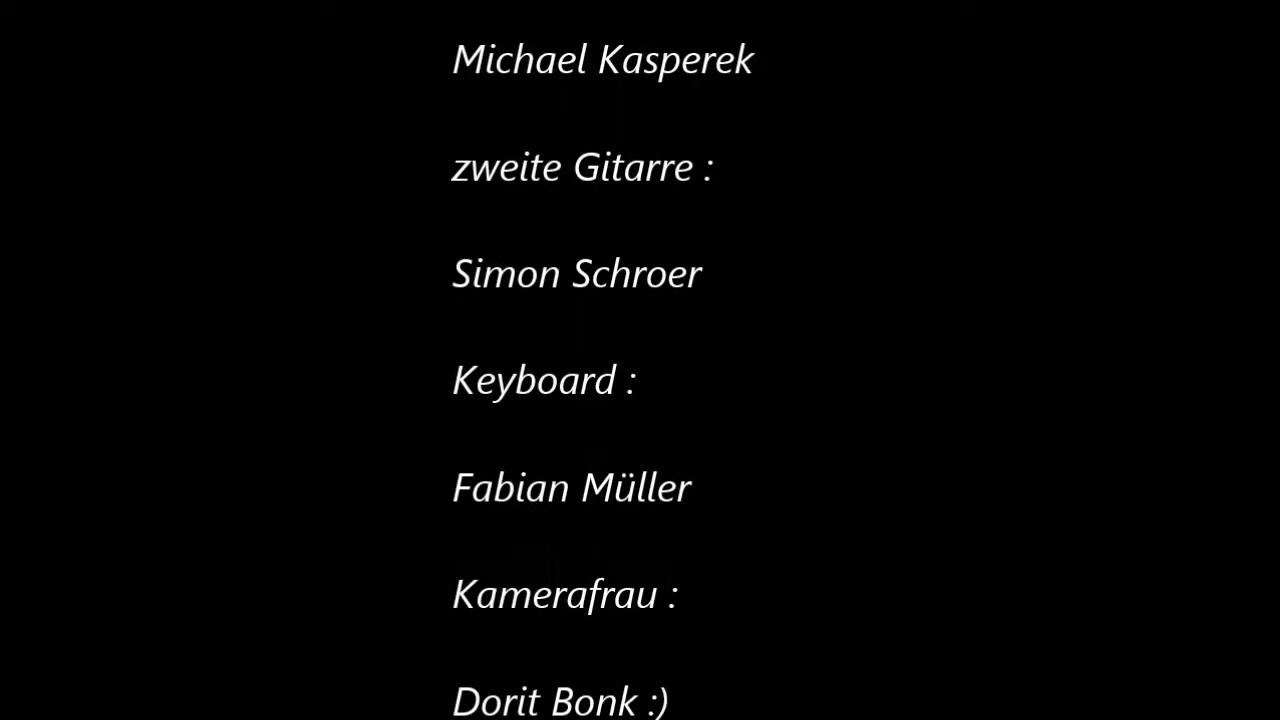 Michael Kasperek
zweite Gitarre :
Simon Schroer
Keyboard :
Fabian Müller
Kamerafrau :
Dorit Bonk :)